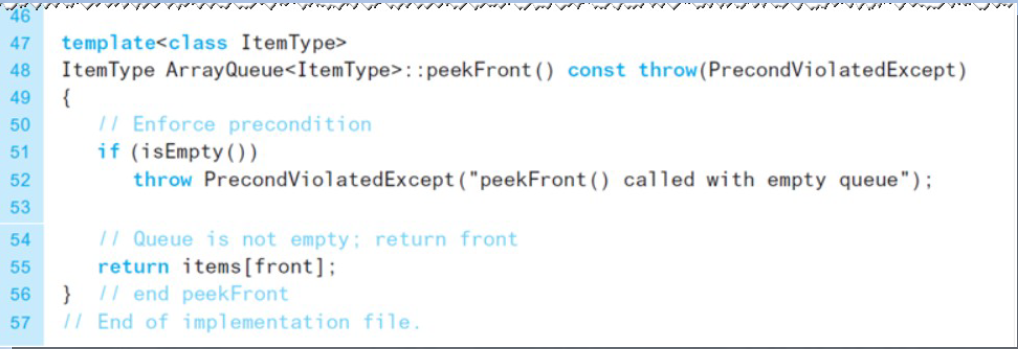 46
47 template<class ItemType>
48 ItemType ArrayQueue<ItemType>::peekFront() const throw(PrecondViolatedExcept)
49 {
50 // Enforce precondition
51 if (isEmpty())
52 throw PrecondViolatedExcept("peekFront() called with empty queue");
53
54 // Queue is not empty; return front
55 return items[front];
56 } // end peekFront
57 // End of implementation file.